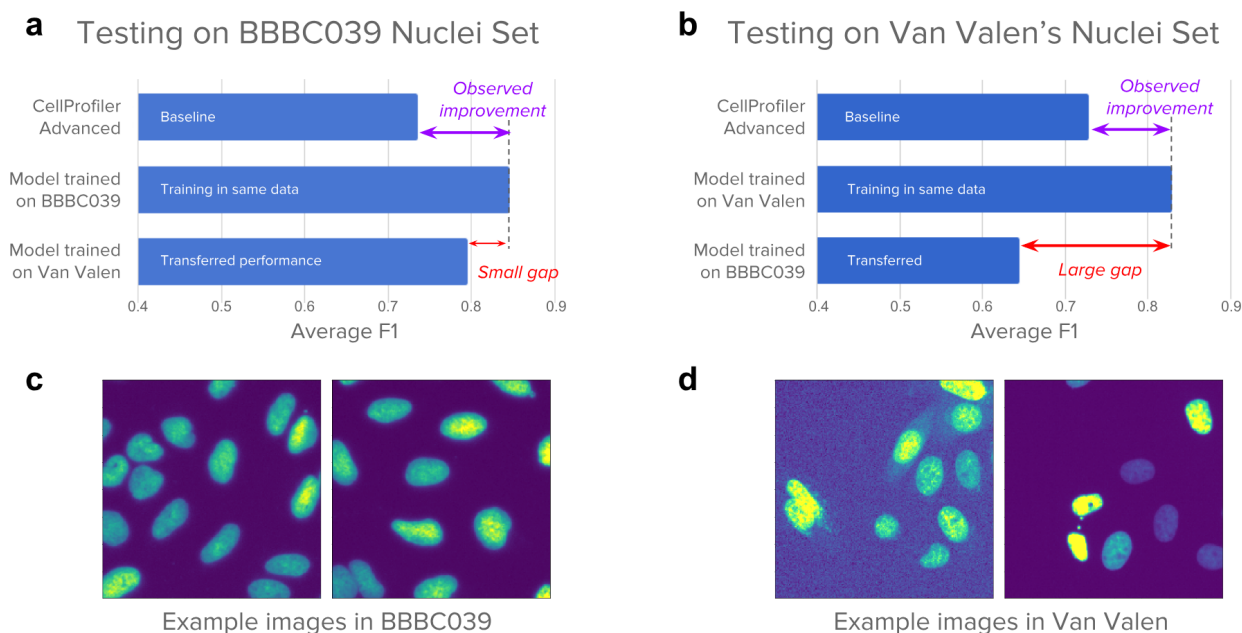 a Testing on BBBC039 Nuclei Set
CellProfiler
Advanced
Baseline
Observed
improvement
Model trained
on BBBC039
Training in same data
Model trained
on Van Valen
Transferred performance
Small gap
0.4 0.5 0.6 0.7 0.8 0.9
Average F1
b Testing on Van Valen’s Nuclei Set
CellProfiler
Advanced
Baseline
Observed
improvement
Model trained
on Van Valen
Training in same data
Model trained
on BBBC039
Transferred
Large gap
0.4 0.5 0.6 0.7 0.8 0.9
Average F1
c
Example images in BBBC039
d
Example images in Van Valen